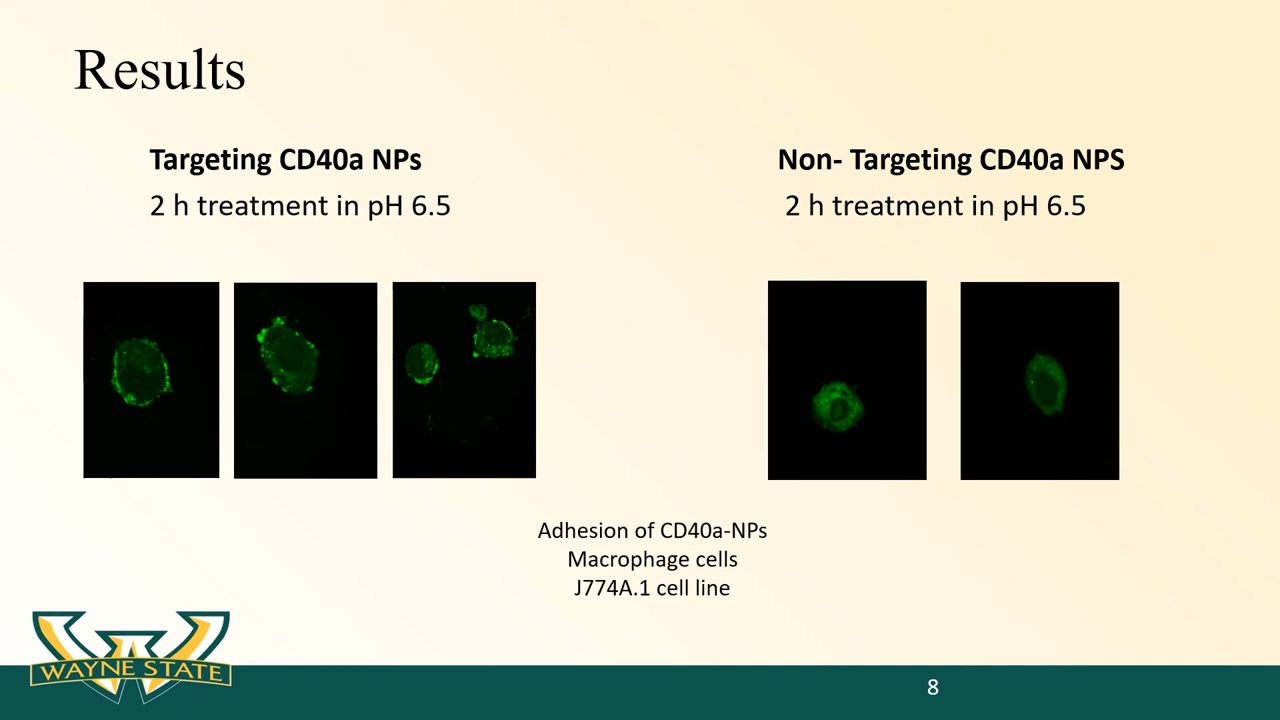 Results
Targeting CD40a NPs
2 h treatment in pH 6.5
Non- Targeting CD40a NPS
2 h treatment in pH 6.5
Adhesion of CD40a-NPs
Macrophage cells
J774A.1 cell line
WAYNE STATE
8